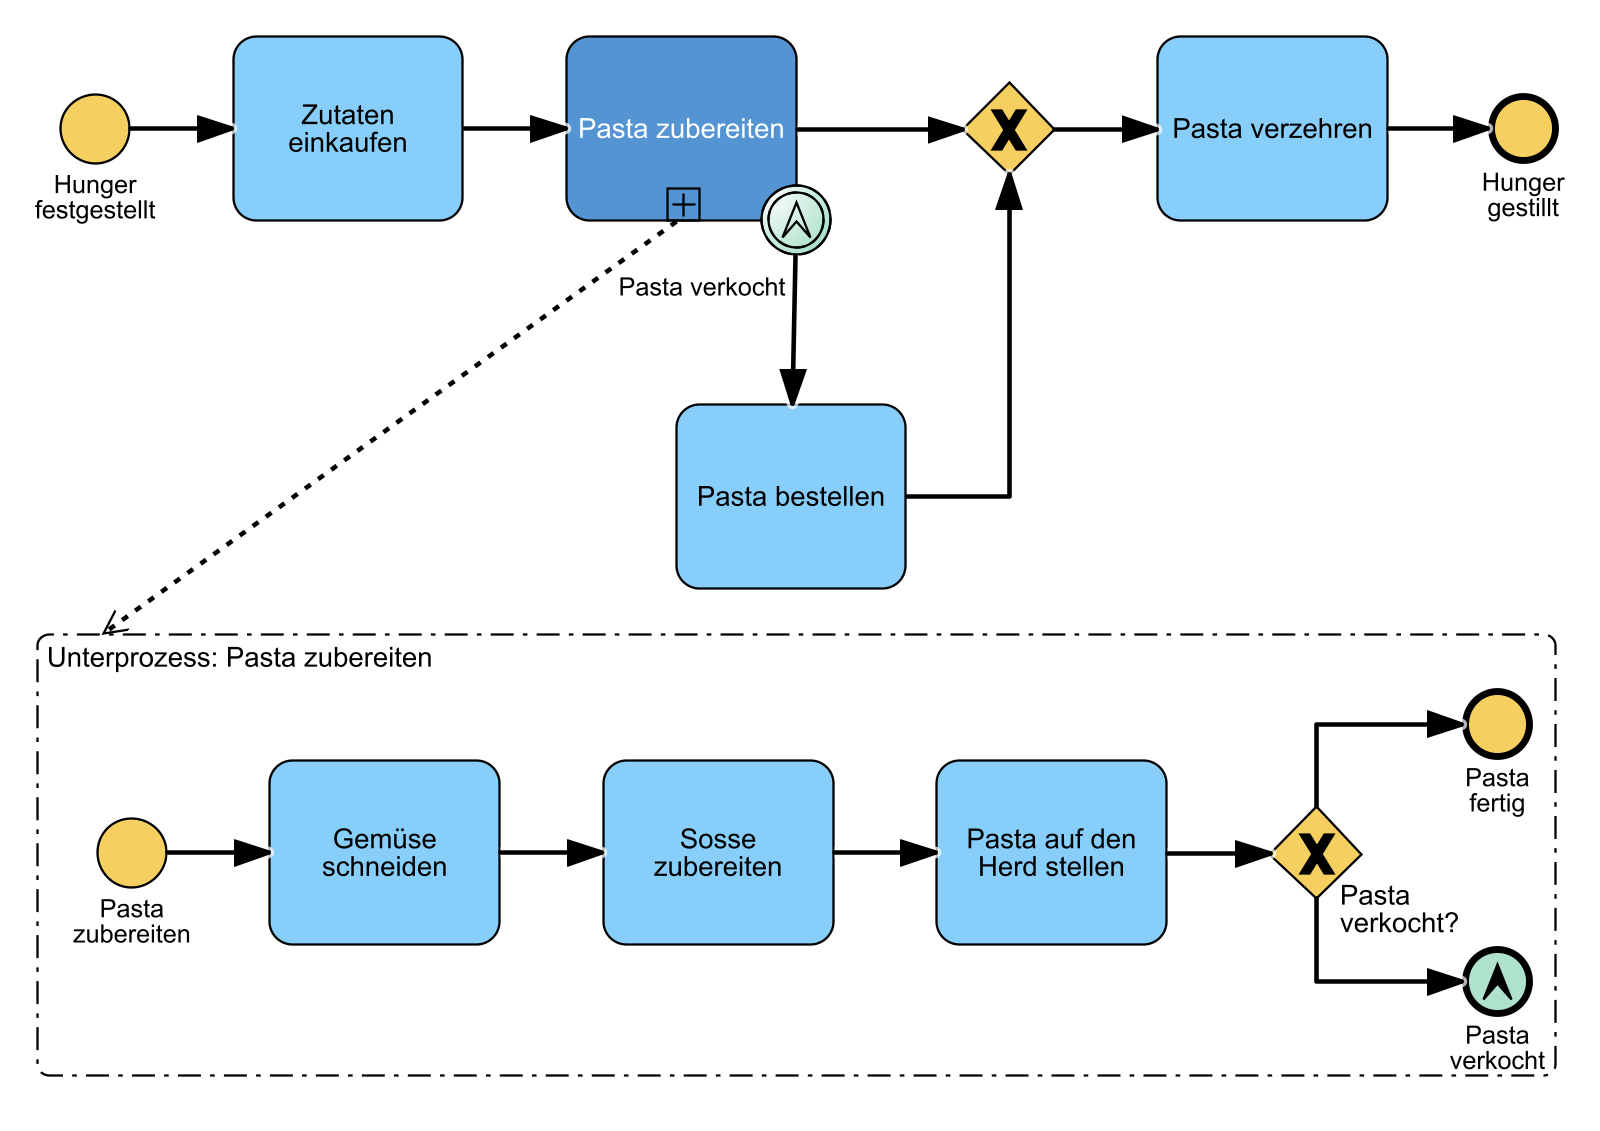 Zutaten
einkaufen
Pasta zubereiten
Pasta verzehren
Hunger
festgestellt
Hunger
gestillt
Pasta verkocht
Pasta bestellen
Unterprozess: Pasta zubereiten
Pasta
fertig
Gemüse
schneiden
Sosse
zubereiten
Pasta auf den
Herd stellen
Pasta
verkocht?
Pasta
zubereiten
Pasta
verkocht